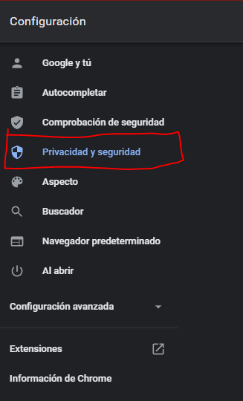 Configuración
Google y tú
Autocompletar
Comprobación de seguridad
Privacidad y seguridad
Aspecto
Buscador
Navegador predeterminado
Al abrir
Configuración avanzada
Extensiones
Información de Chrome